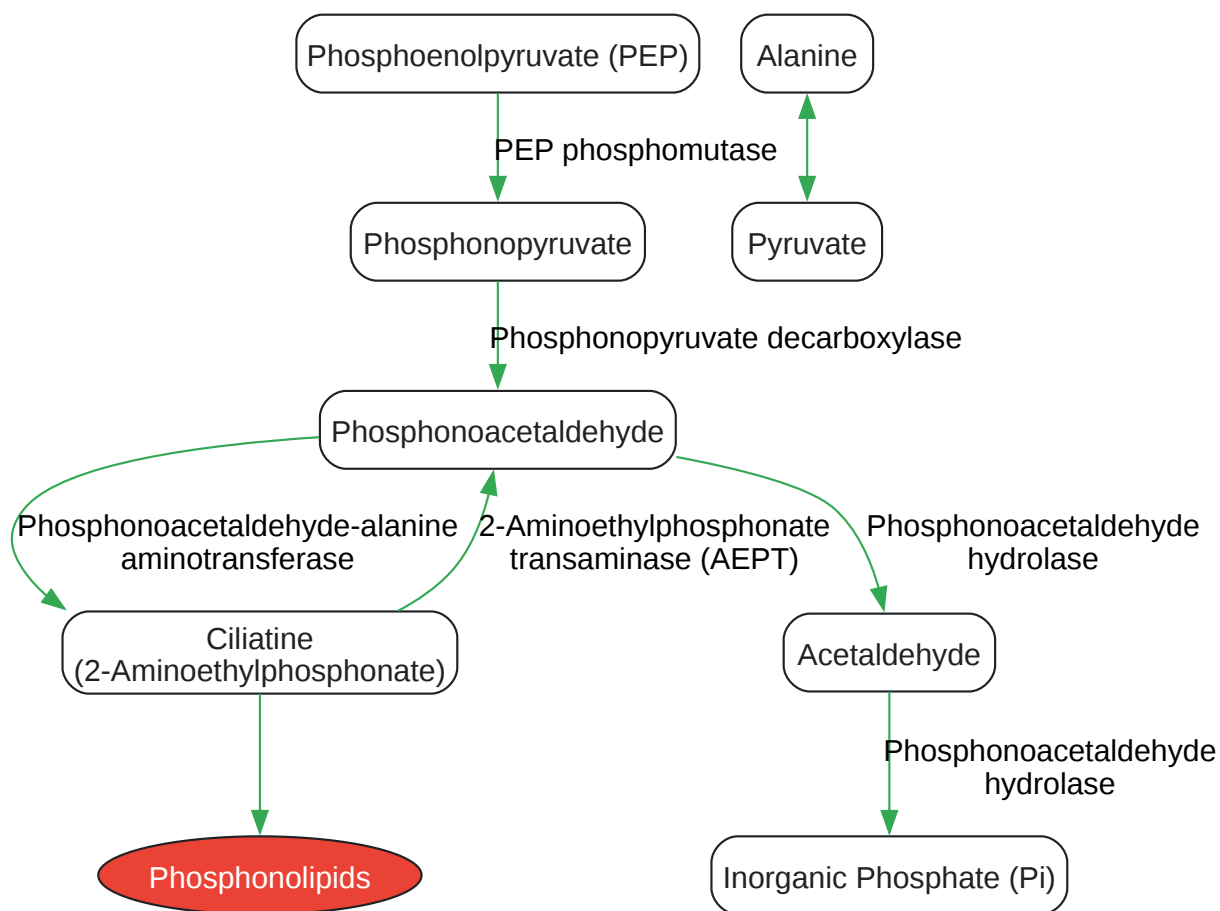 Phosphoenolpyruvate (PEP)
Alanine
PEP phosphomutase
Phosphonopyruvate
Pyruvate
Phosphonopyruvate decarboxylase
Phosphonoacetaldehyde
Phosphonoacetaldehyde-alanine
aminotransferase
2-Aminoethylphosphonate
transaminase (AEPT)
Phosphonoacetaldehyde
hydrolase
Ciliatine
(2-Aminoethylphosphonate)
Acetaldehyde
Phosphonoacetaldehyde
hydrolase
Phosphonolipids
Inorganic Phosphate (Pi)